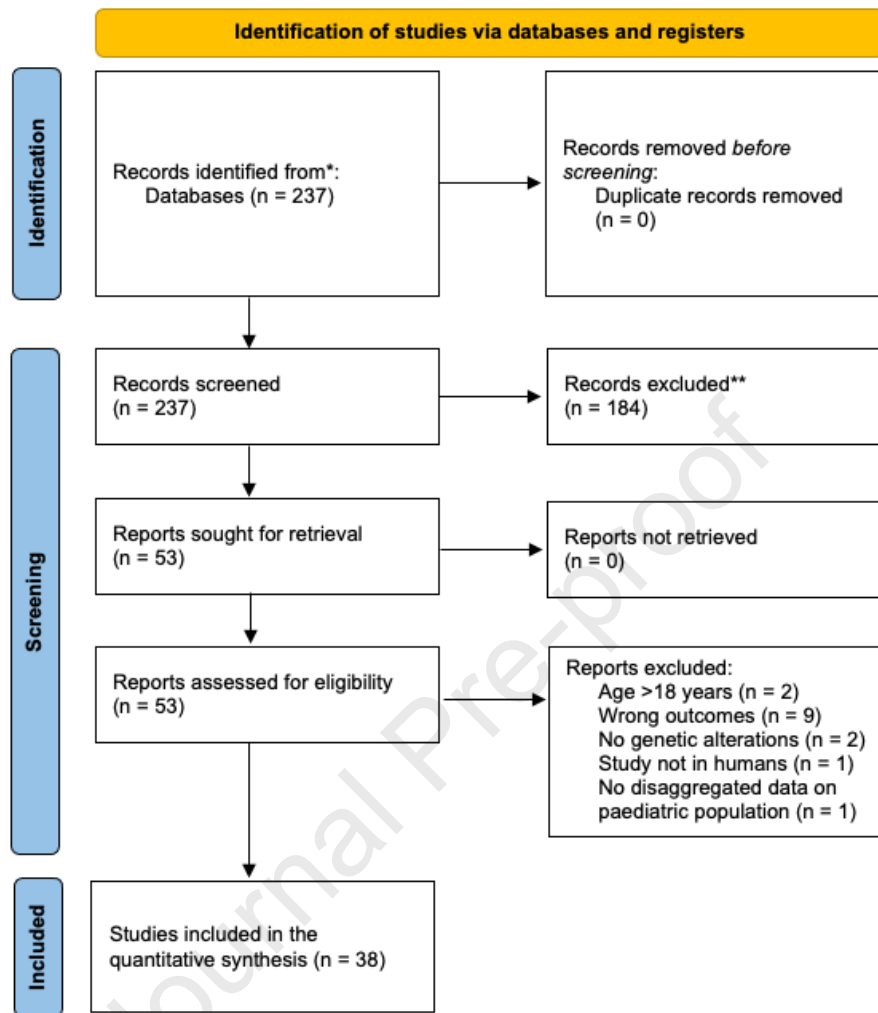 Identification of studies via databases and registers
Identification
Records identified from*:
Databases (n = 237)
Records removed before
screening:
Duplicate records removed
(n = 0)
Screening
Records screened
(n = 237)
Records excluded**
(n = 184)
Reports sought for retrieval
(n = 53)
Reports not retrieved
(n = 0)
Reports assessed for eligibility
(n = 53)
Reports excluded:
Age >18 years (n = 2)
Wrong outcomes (n = 9)
No genetic alterations (n = 2)
Study not in humans (n = 1)
No disaggregated data on
paediatric population (n = 1)
Included
Studies included in the
quantitative synthesis (n = 38)
Journal Pre-proof